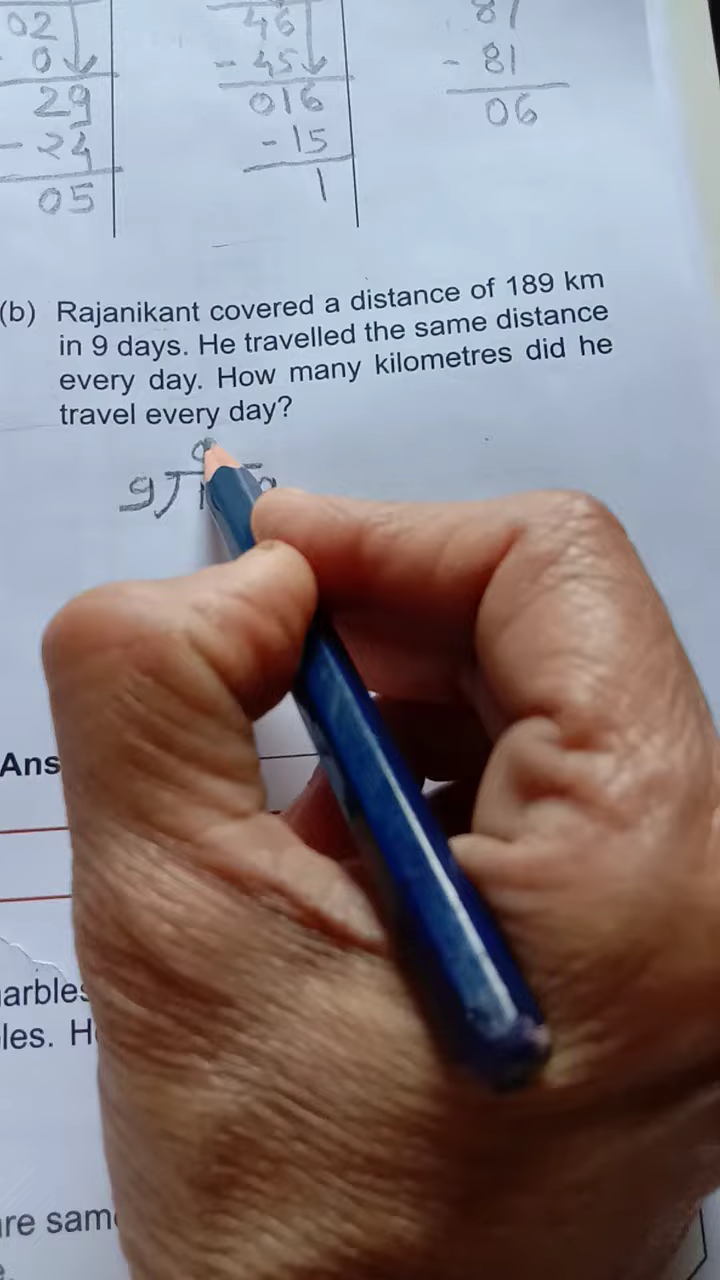 02
- 0
29
- 24
05
46
- 45
016
- 15
1
81
- 81
06
(b) Rajanikant covered a distance of 189 km
in 9 days. He travelled the same distance
every day. How many kilometres did he
travel every day?
9
Ans
arbles
les. H
re sam